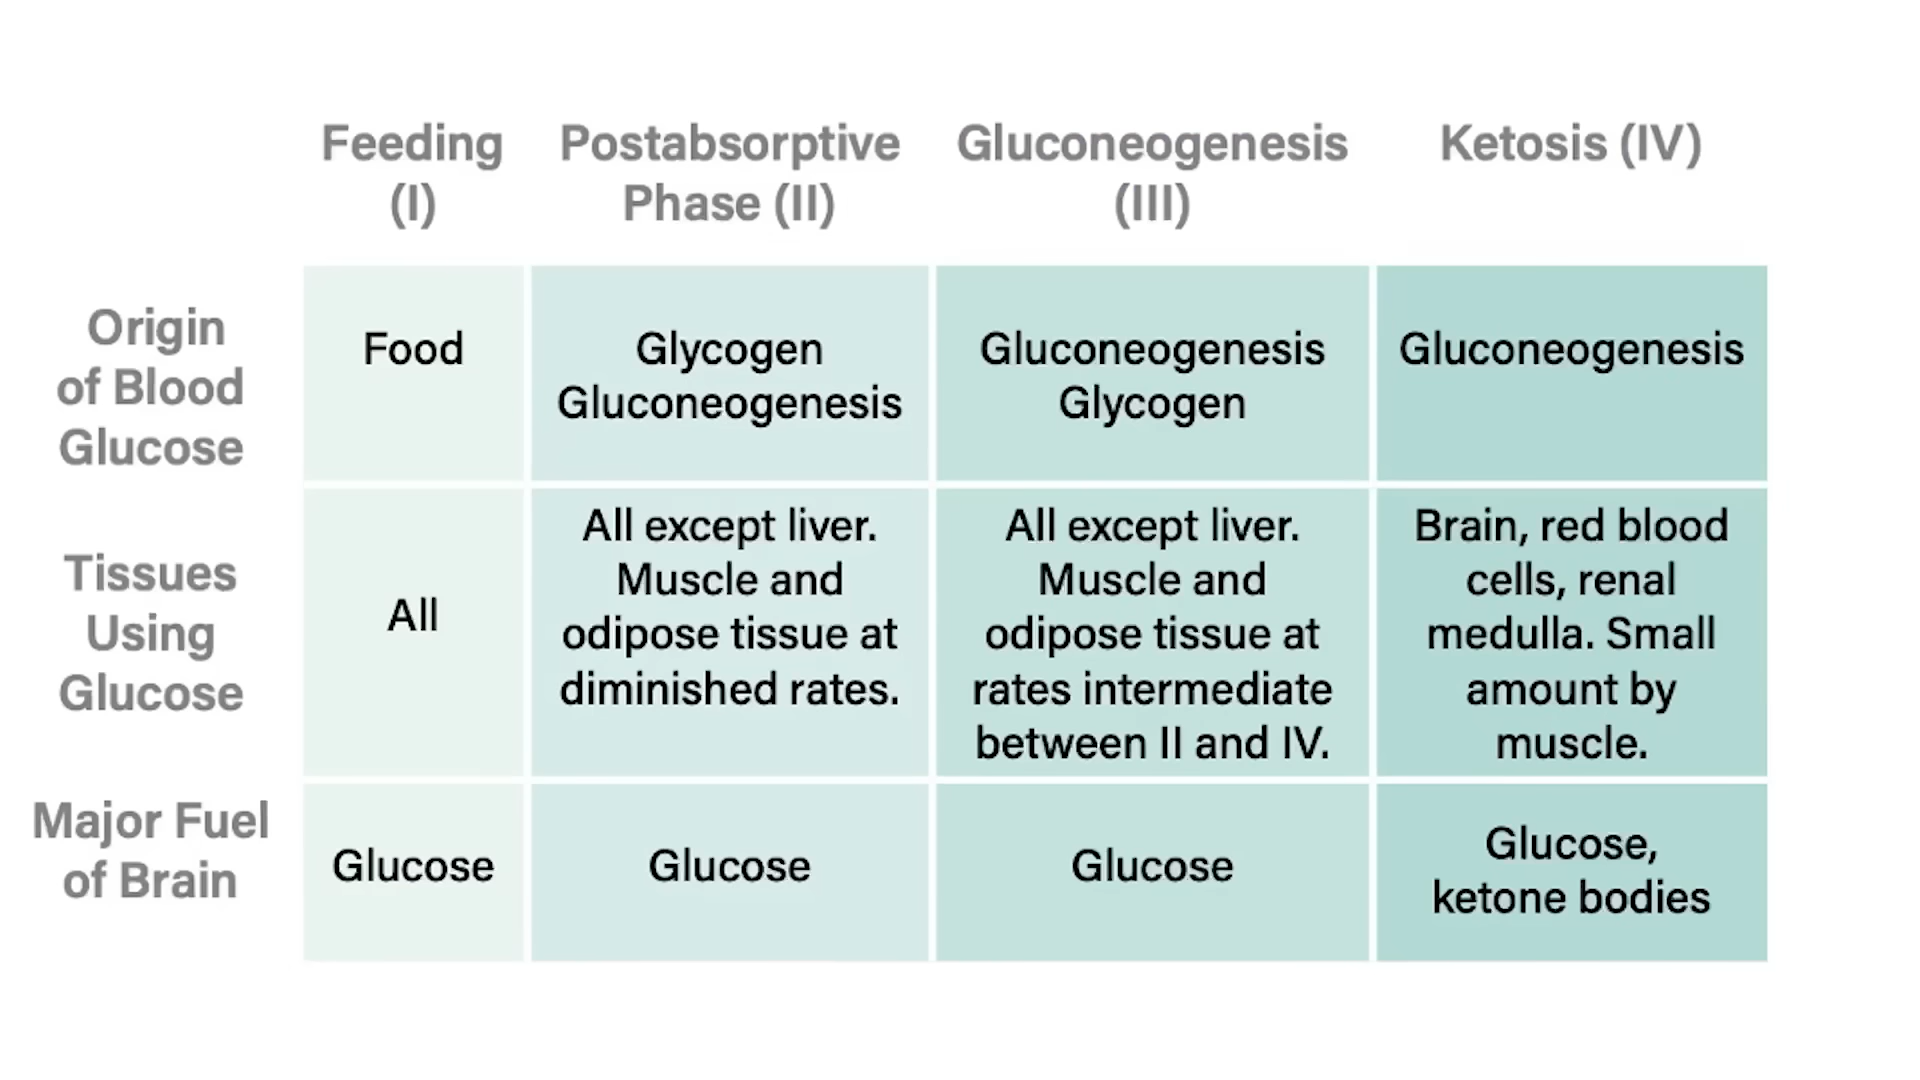 Feeding
(I)
Postabsorptive
Phase (II)
Gluconeogenesis
(III)
Ketosis (IV)
Origin
of Blood
Glucose
Food
Glycogen
Gluconeogenesis
Gluconeogenesis
Glycogen
Gluconeogenesis
Tissues
Using
Glucose
All
All except liver.
Muscle and
odipose tissue at
diminished rates.
All except liver.
Muscle and
odipose tissue at
rates intermediate
between II and IV.
Brain, red blood
cells, renal
medulla. Small
amount by
muscle.
Major Fuel
of Brain
Glucose
Glucose
Glucose
Glucose,
ketone bodies